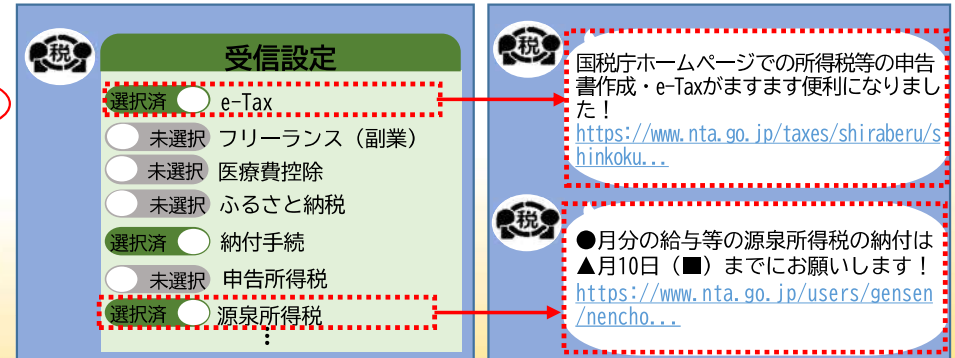 税
受信設定
選択済 e-Tax
未選択 フリーランス（副業）
未選択 医療費控除
未選択 ふるさと納税
選択済 納付手続
未選択 申告所得税
選択済 源泉所得税
⋮
税
国税庁ホームページでの所得税等の申告
書作成・e-Taxがますます便利になりまし
た！
https://www.nta.go.jp/taxes/shiraberu/s
hinkoku...
税
●月分の給与等の源泉所得税の納付は
▲月10日（■）までにお願いします！
https://www.nta.go.jp/users/gensen
/nencho...